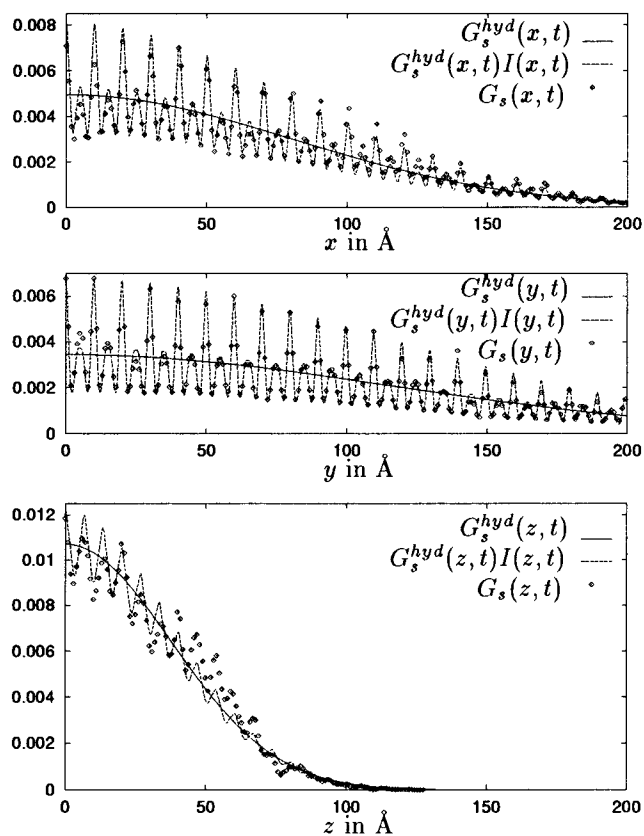 0.008
0.006
0.004
0.002
0
G_s^{hyd}(x, t)
G_s^{hyd}(x, t)I(x, t)
G_s(x, t)
0 50 100 150 200
x in Å
0.006
0.004
0.002
0
G_s^{hyd}(y, t)
G_s^{hyd}(y, t)I(y, t)
G_s(y, t)
0 50 100 150 200
y in Å
0.012
0.01
0.008
0.006
0.004
0.002
0
G_s^{hyd}(z, t)
G_s^{hyd}(z, t)I(z, t)
G_s(z, t)
0 50 100 150 200
z in Å